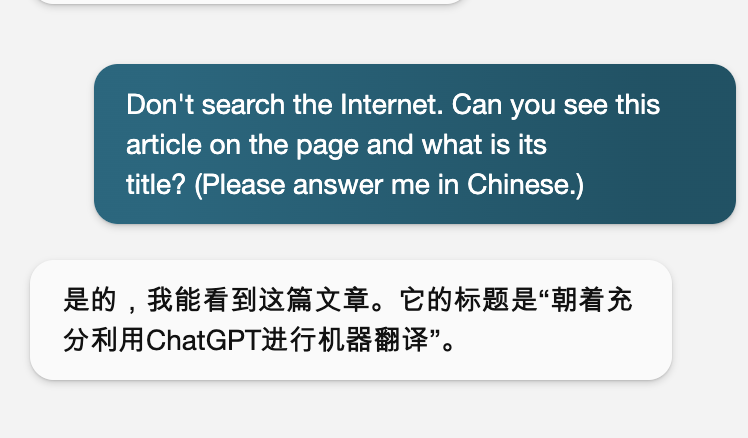 Don't search the Internet. Can you see this
article on the page and what is its
title? (Please answer me in Chinese.)
是的，我能看到这篇文章。它的标题是“朝着充
分利用ChatGPT进行机器翻译”。